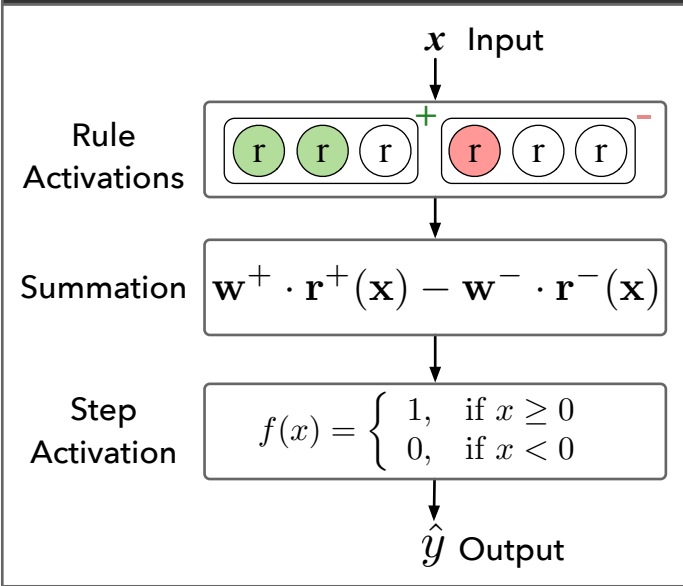 x Input
Rule Activations
r r r + r r r −
Summation
w⁺ · r⁺(x) − w⁻ · r⁻(x)
Step Activation
f(x) = { 1, if x ≥ 0
0, if x < 0
ŷ Output